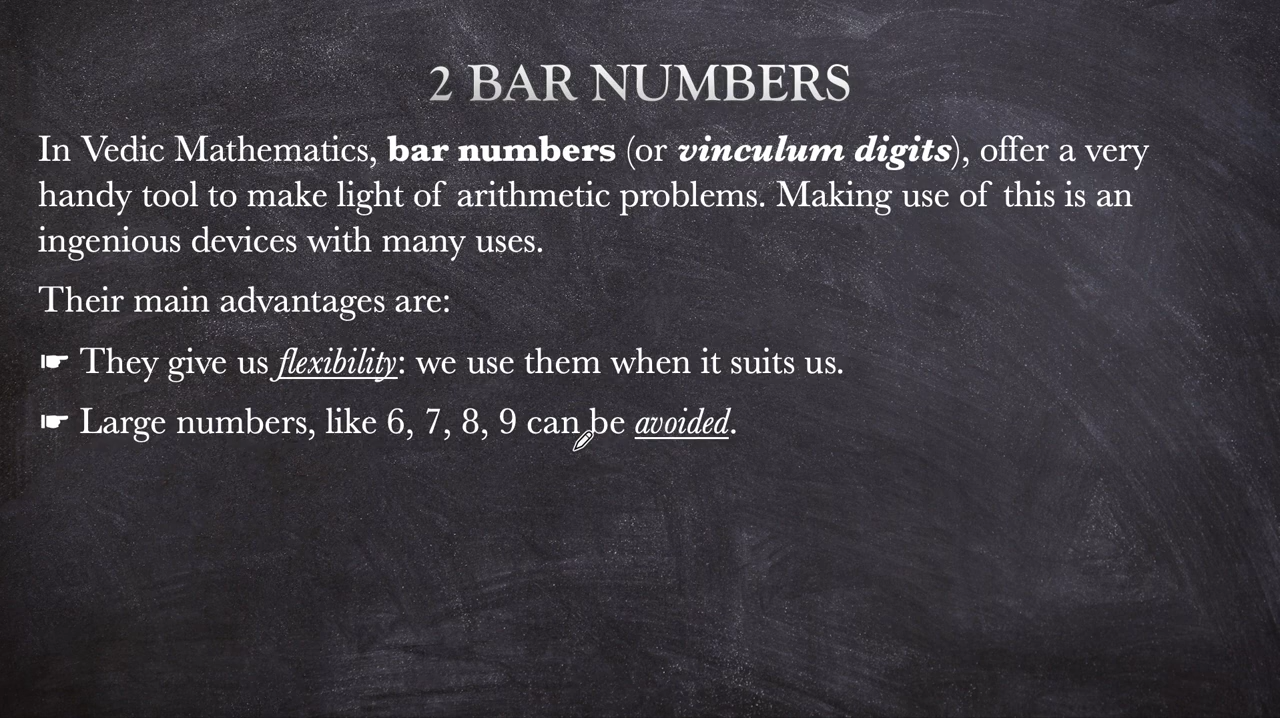 2 BAR NUMBERS
In Vedic Mathematics, bar numbers (or vinculum digits), offer a very
handy tool to make light of arithmetic problems. Making use of this is an
ingenious devices with many uses.
Their main advantages are:
☛ They give us flexibility: we use them when it suits us.
☛ Large numbers, like 6, 7, 8, 9 can be avoided.